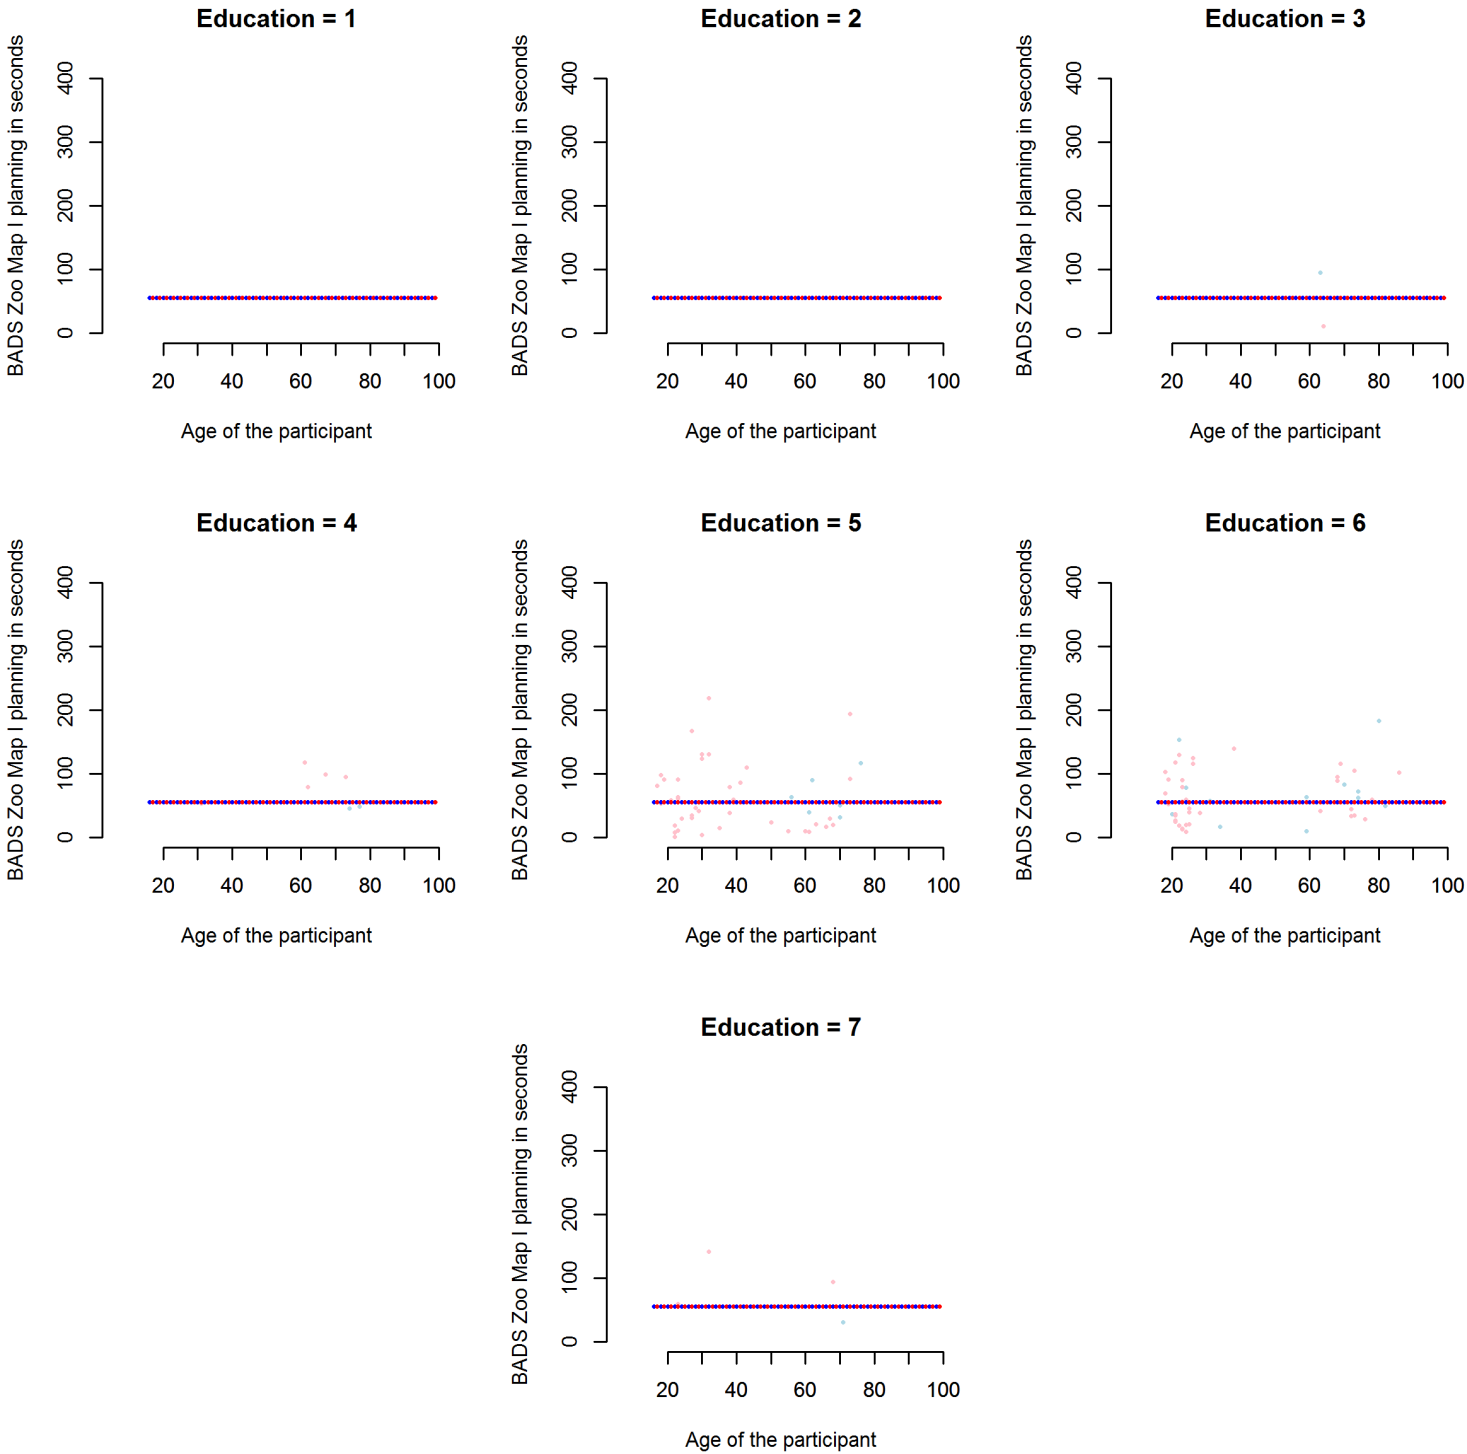 Education = 1
BADS Zoo Map I planning in seconds
400
300
200
100
0
20 40 60 80 100
Age of the participant
Education = 2
BADS Zoo Map I planning in seconds
400
300
200
100
0
20 40 60 80 100
Age of the participant
Education = 3
BADS Zoo Map I planning in seconds
400
300
200
100
0
20 40 60 80 100
Age of the participant
Education = 4
BADS Zoo Map I planning in seconds
400
300
200
100
0
20 40 60 80 100
Age of the participant
Education = 5
BADS Zoo Map I planning in seconds
400
300
200
100
0
20 40 60 80 100
Age of the participant
Education = 6
BADS Zoo Map I planning in seconds
400
300
200
100
0
20 40 60 80 100
Age of the participant
Education = 7
BADS Zoo Map I planning in seconds
400
300
200
100
0
20 40 60 80 100
Age of the participant